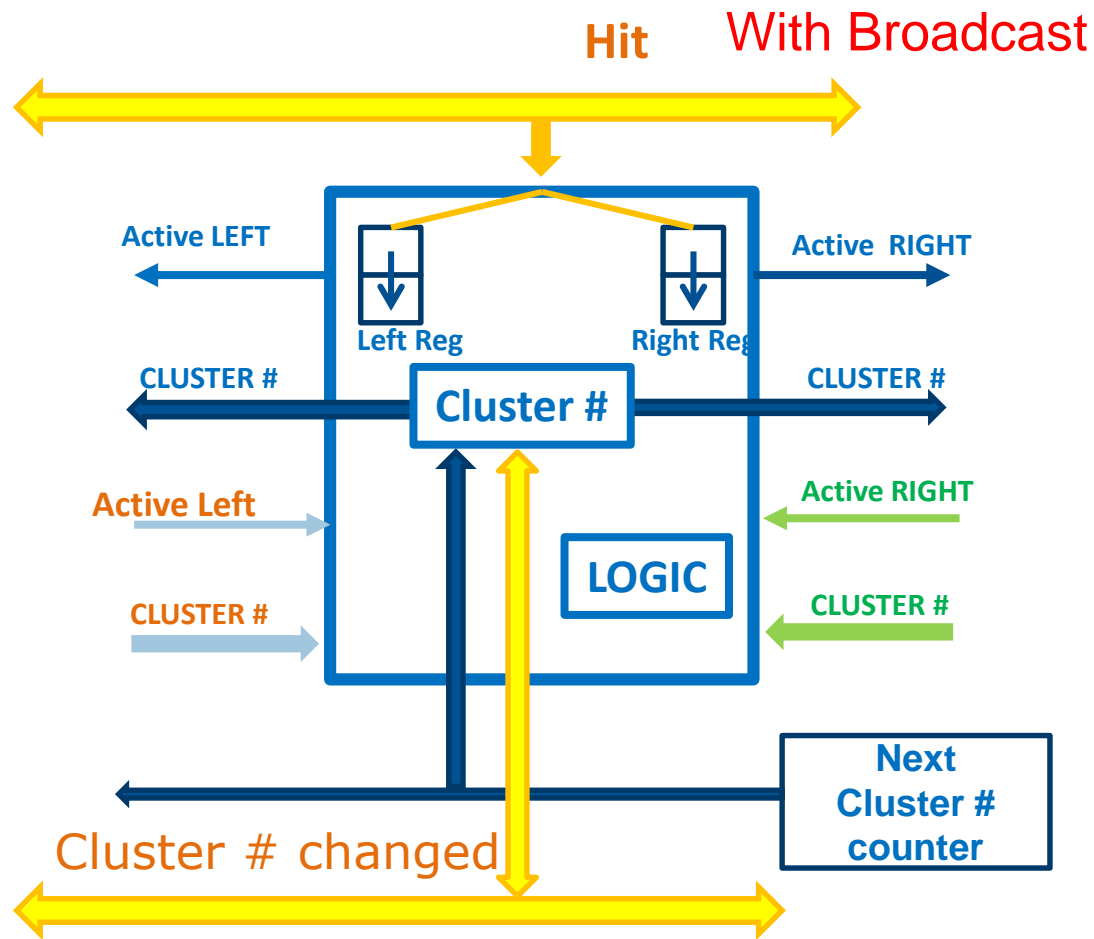 Hit
With Broadcast
Active LEFT
Active RIGHT
Left Reg
Right Reg
CLUSTER #
Cluster #
CLUSTER #
Active Left
Active RIGHT
LOGIC
CLUSTER #
CLUSTER #
Next
Cluster #
counter
Cluster # changed